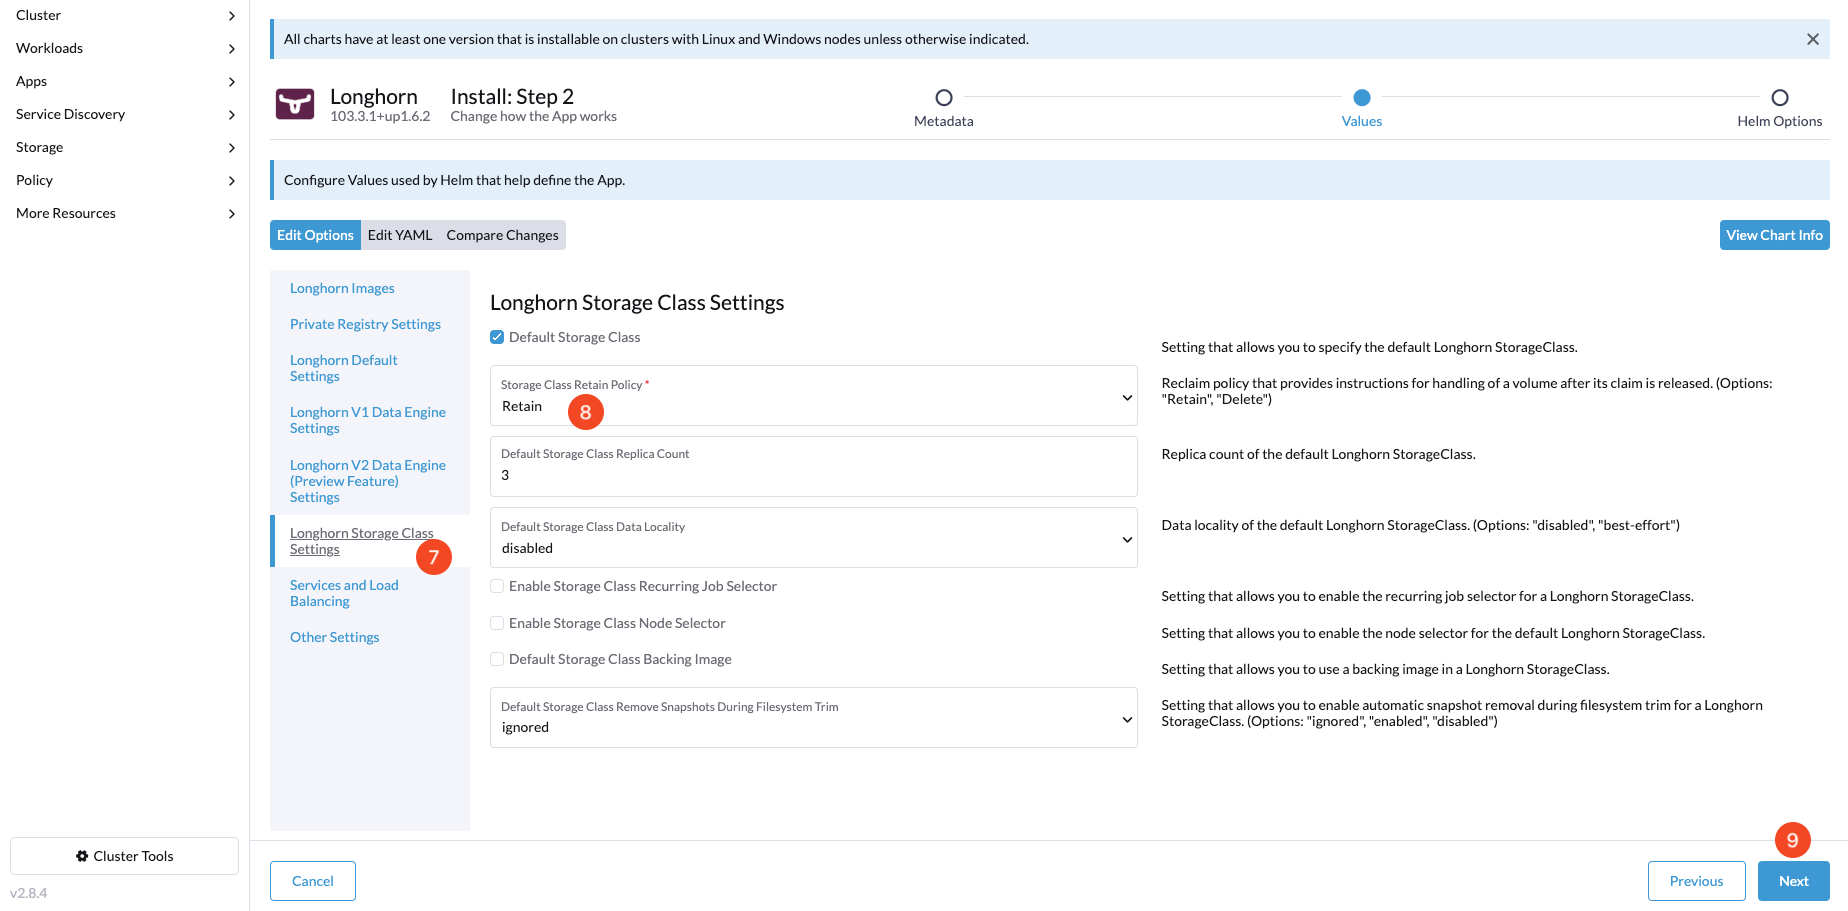 Cluster
Workloads
Apps
Service Discovery
Storage
Policy
More Resources
Cluster Tools
v2.8.4
All charts have at least one version that is installable on clusters with Linux and Windows nodes unless otherwise indicated.
Longhorn
103.3.1+up1.6.2
Install: Step 2
Change how the App works
Metadata
Values
Helm Options
Configure Values used by Helm that help define the App.
Edit Options
Edit YAML
Compare Changes
View Chart Info
Longhorn Images
Private Registry Settings
Longhorn Default
Settings
Longhorn V1 Data Engine
Settings
Longhorn V2 Data Engine
(Preview Feature)
Settings
Longhorn Storage Class
Settings
7
Services and Load
Balancing
Other Settings
Longhorn Storage Class Settings
Default Storage Class
Setting that allows you to specify the default Longhorn StorageClass.
Storage Class Retain Policy *
Retain
8
Reclaim policy that provides instructions for handling of a volume after its claim is released. (Options:
"Retain", "Delete")
Default Storage Class Replica Count
3
Replica count of the default Longhorn StorageClass.
Default Storage Class Data Locality
disabled
Data locality of the default Longhorn StorageClass. (Options: "disabled", "best-effort")
Enable Storage Class Recurring Job Selector
Setting that allows you to enable the recurring job selector for a Longhorn StorageClass.
Enable Storage Class Node Selector
Setting that allows you to enable the node selector for the default Longhorn StorageClass.
Default Storage Class Backing Image
Setting that allows you to use a backing image in a Longhorn StorageClass.
Default Storage Class Remove Snapshots During Filesystem Trim
ignored
Setting that allows you to enable automatic snapshot removal during filesystem trim for a Longhorn
StorageClass. (Options: "ignored", "enabled", "disabled")
Cancel
Previous
9
Next